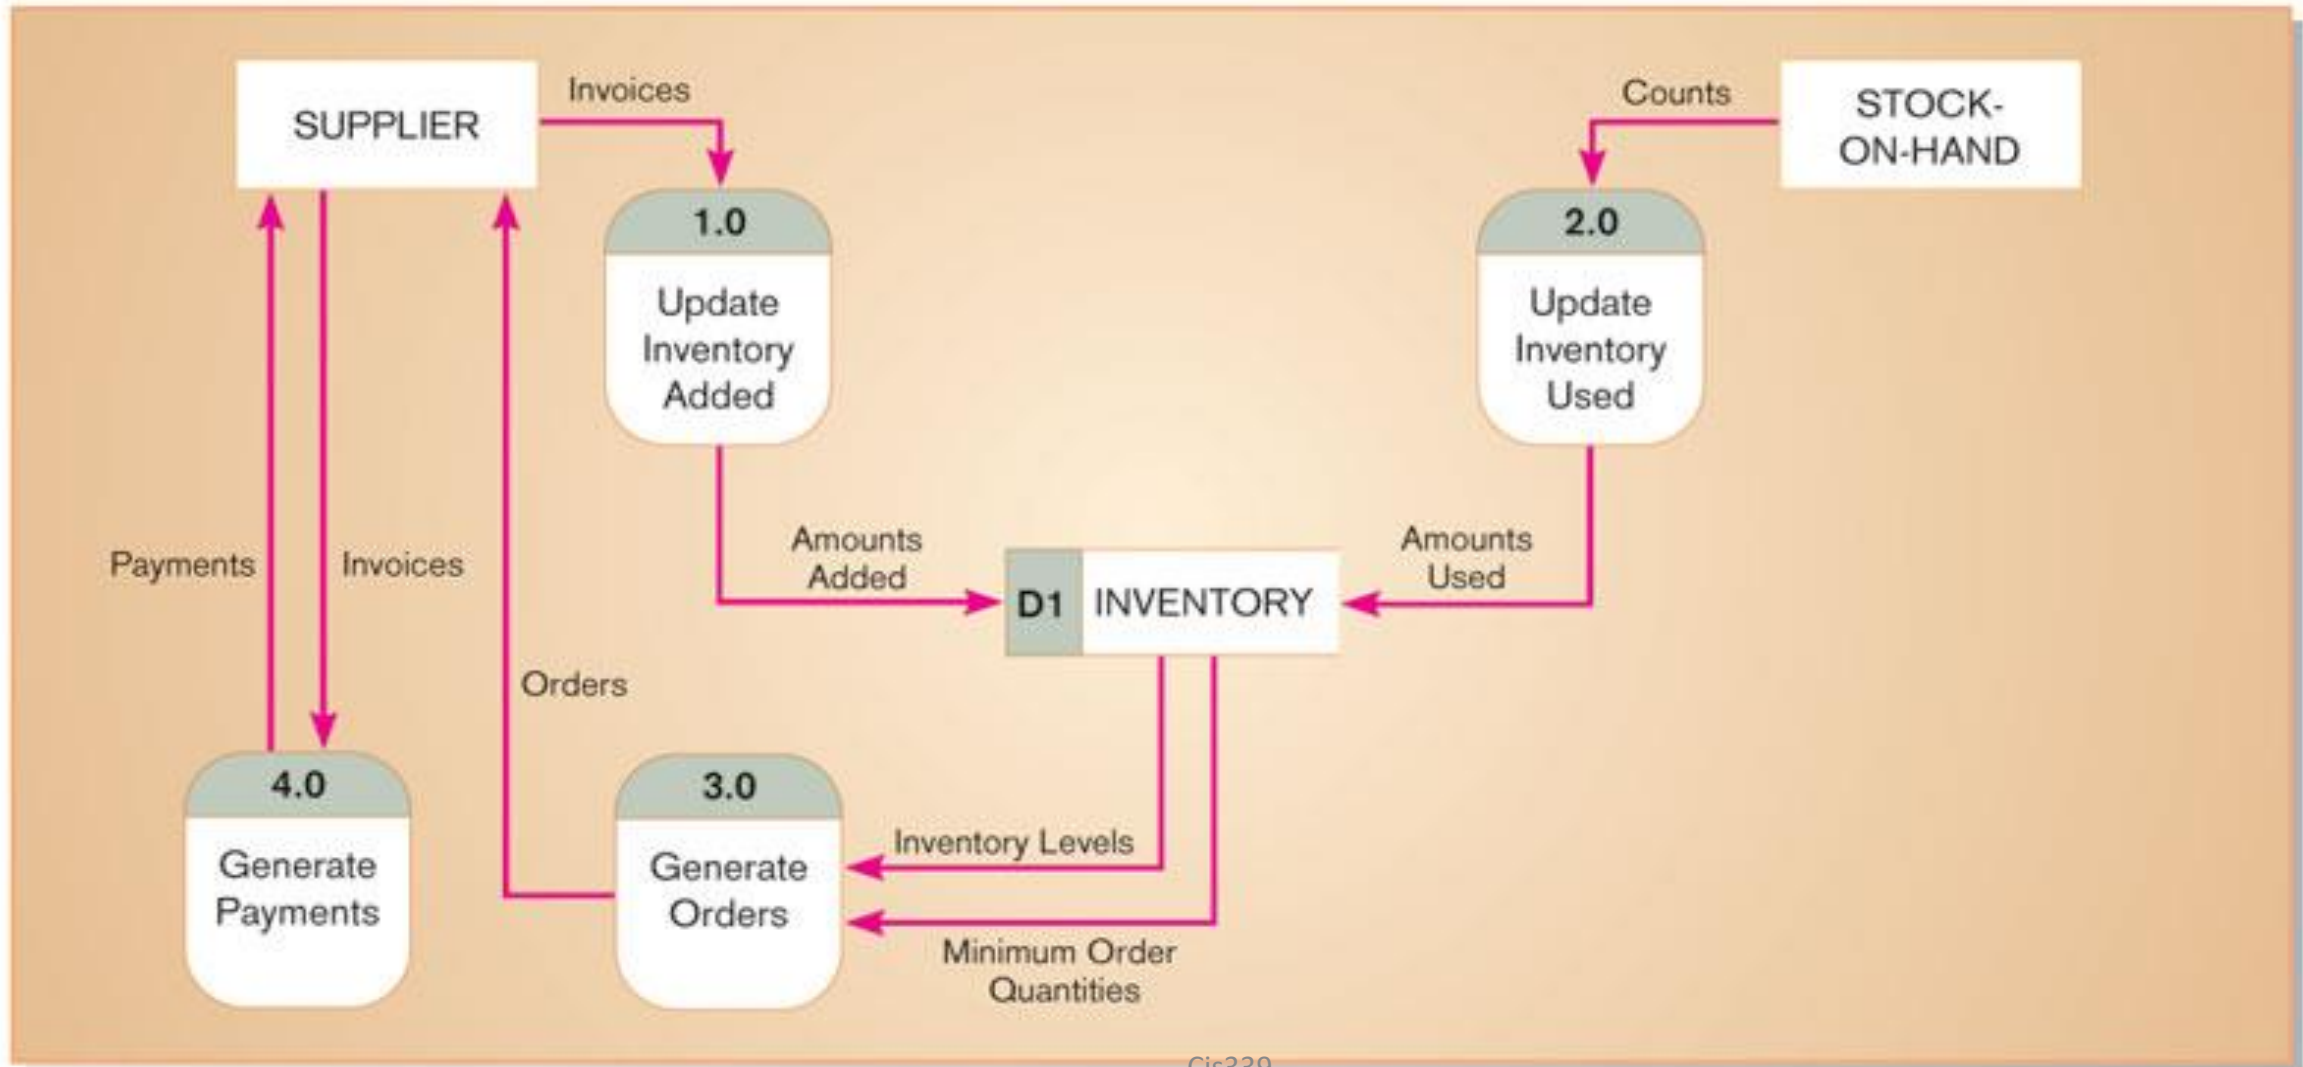 SUPPLIER
Invoices
Counts
STOCK-
ON-HAND
1.0
Update
Inventory
Added
2.0
Update
Inventory
Used
Payments
Invoices
Orders
Amounts
Added
D1
INVENTORY
Amounts
Used
4.0
Generate
Payments
3.0
Generate
Orders
Inventory Levels
Minimum Order
Quantities
Cis339